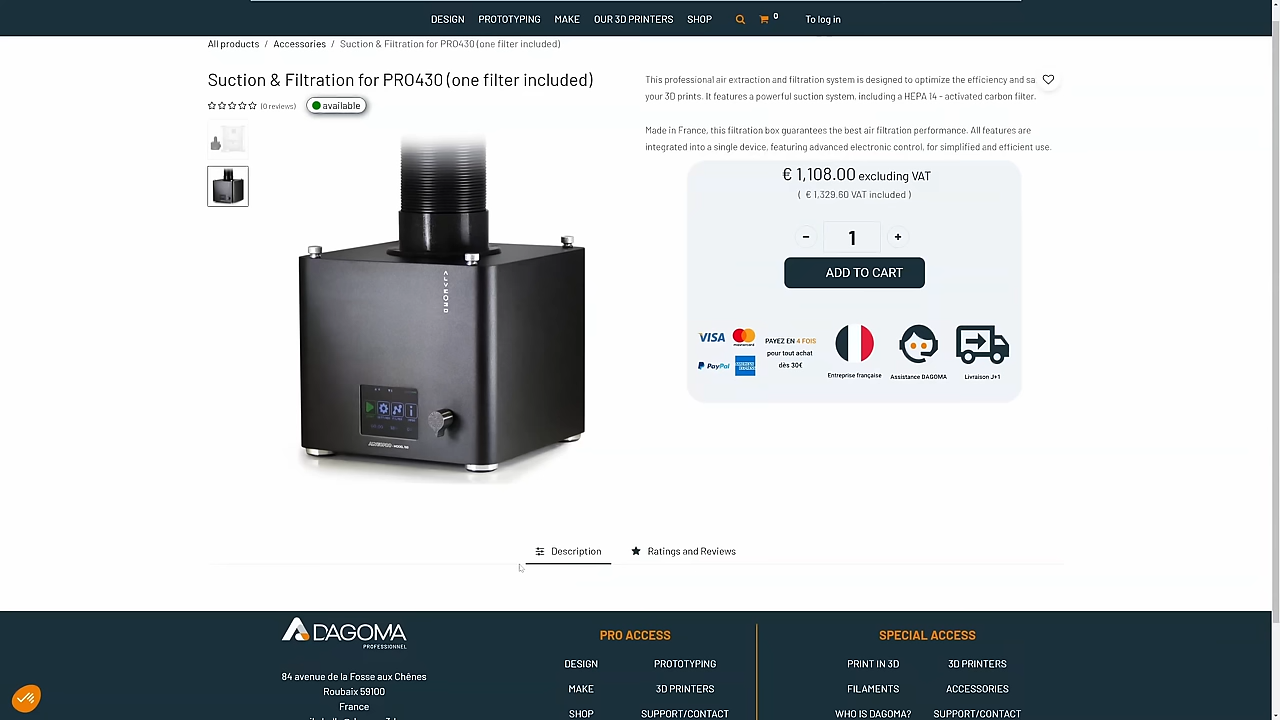 DESIGN PROTOTYPING MAKE OUR 3D PRINTERS SHOP 0 To log in
All products / Accessories / Suction & Filtration for PRO430 (one filter included)
Suction & Filtration for PRO430 (one filter included)
(0 reviews) available
This professional air extraction and filtration system is designed to optimize the efficiency and sa
your 3D prints. It features a powerful suction system, including a HEPA 14 - activated carbon filter.
Made in France, this filtration box guarantees the best air filtration performance. All features are
integrated into a single device, featuring advanced electronic control, for simplified and efficient use.
€ 1,108.00 excluding VAT
( € 1,329.60 VAT included )
- 1 +
ADD TO CART
VISA mastercard
PayPal AMERICAN EXPRESS
PAYEZ EN 4 FOIS
pour tout achat
dès 30€
Entreprise française
Assistance DAGOMA
Livraison J+1
Description Ratings and Reviews
DAGOMA
PROFESSIONNEL
84 avenue de la Fosse aux Chênes
Roubaix 59100
France
PRO ACCESS
DESIGN PROTOTYPING
MAKE 3D PRINTERS
SHOP SUPPORT/CONTACT
SPECIAL ACCESS
PRINT IN 3D 3D PRINTERS
FILAMENTS ACCESSORIES
WHO IS DAGOMA? SUPPORT/CONTACT